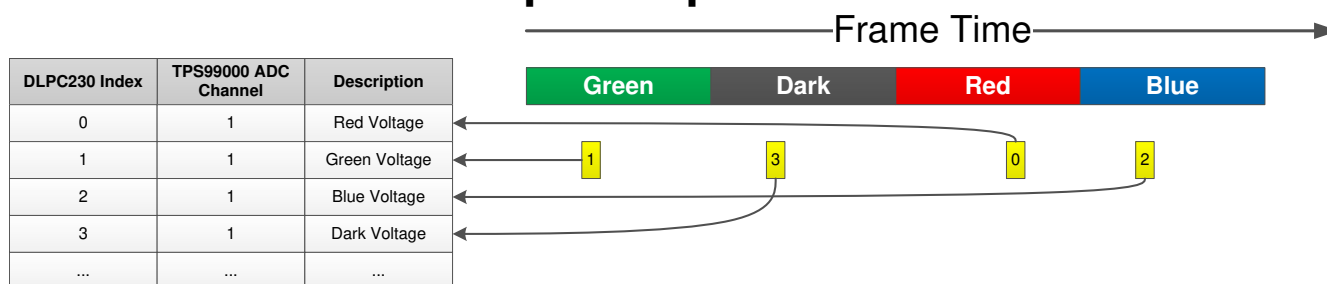 Frame Time
DLPC230 Index TPS99000 ADC Channel Description
Green Dark Red Blue
0 1 Red Voltage
1 1 Green Voltage
1 3 0 2
2 1 Blue Voltage
3 1 Dark Voltage
... ... ...